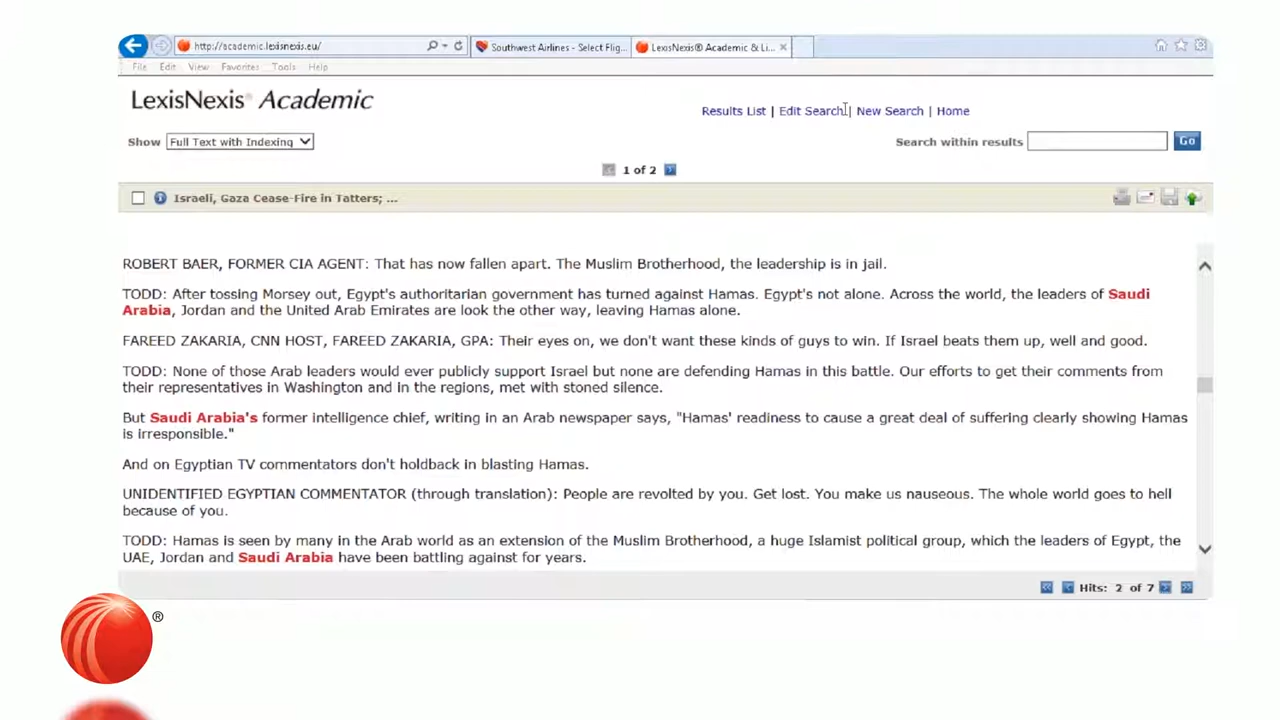 http://academic.lexisnexis.eu/
Southwest Airlines - Select Flig...
LexisNexis® Academic & Li...
File Edit View Favorites Tools Help
LexisNexis® Academic
Results List | Edit Search | New Search | Home
Show Full Text with Indexing
Search within results Go
1 of 2
Israeli, Gaza Cease-Fire in Tatters; ...
ROBERT BAER, FORMER CIA AGENT: That has now fallen apart. The Muslim Brotherhood, the leadership is in jail.
TODD: After tossing Morsey out, Egypt's authoritarian government has turned against Hamas. Egypt's not alone. Across the world, the leaders of Saudi
Arabia, Jordan and the United Arab Emirates are look the other way, leaving Hamas alone.
FAREED ZAKARIA, CNN HOST, FAREED ZAKARIA, GPA: Their eyes on, we don't want these kinds of guys to win. If Israel beats them up, well and good.
TODD: None of those Arab leaders would ever publicly support Israel but none are defending Hamas in this battle. Our efforts to get their comments from
their representatives in Washington and in the regions, met with stoned silence.
But Saudi Arabia's former intelligence chief, writing in an Arab newspaper says, "Hamas' readiness to cause a great deal of suffering clearly showing Hamas
is irresponsible."
And on Egyptian TV commentators don't holdback in blasting Hamas.
UNIDENTIFIED EGYPTIAN COMMENTATOR (through translation): People are revolted by you. Get lost. You make us nauseous. The whole world goes to hell
because of you.
TODD: Hamas is seen by many in the Arab world as an extension of the Muslim Brotherhood, a huge Islamist political group, which the leaders of Egypt, the
UAE, Jordan and Saudi Arabia have been battling against for years.
Hits: 2 of 7
®